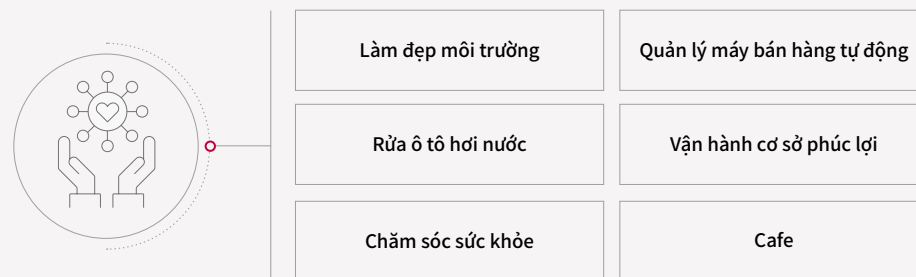 Làm đẹp môi trường
Quản lý máy bán hàng tự động
Rửa ô tô hơi nước
Vận hành cơ sở phúc lợi
Chăm sóc sức khỏe
Cafe